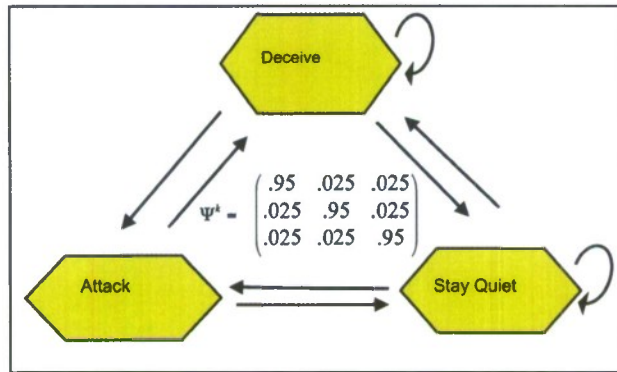 Deceive
Ψᵏ = ( .95 .025 .025
.025 .95 .025
.025 .025 .95 )
Attack
Stay Quiet